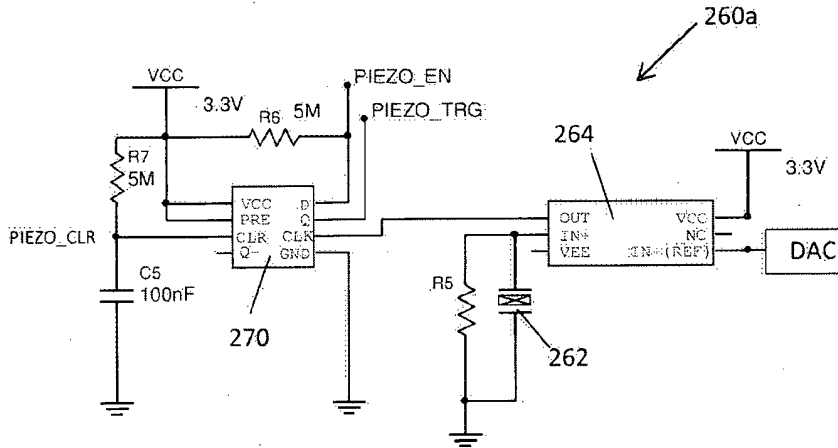 260a
VCC
3.3V
PIEZO_EN
R6
5M
PIEZO_TRG
R7
5M
264
VCC
3.3V
VCC
D
PRE
Q
CLR
CLK
Q-
GND
PIEZO_CLR
OUT
VCC
IN+
NC
VEE
IN-(REF)
DAC
C5
100nF
R5
270
262